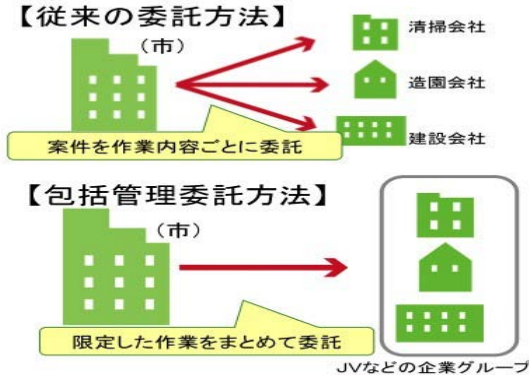 【従来の委託方法】
（市）
清掃会社
造園会社
建設会社
案件を作業内容ごとに委託
【包括管理委託方法】
（市）
限定した作業をまとめて委託
JVなどの企業グループ